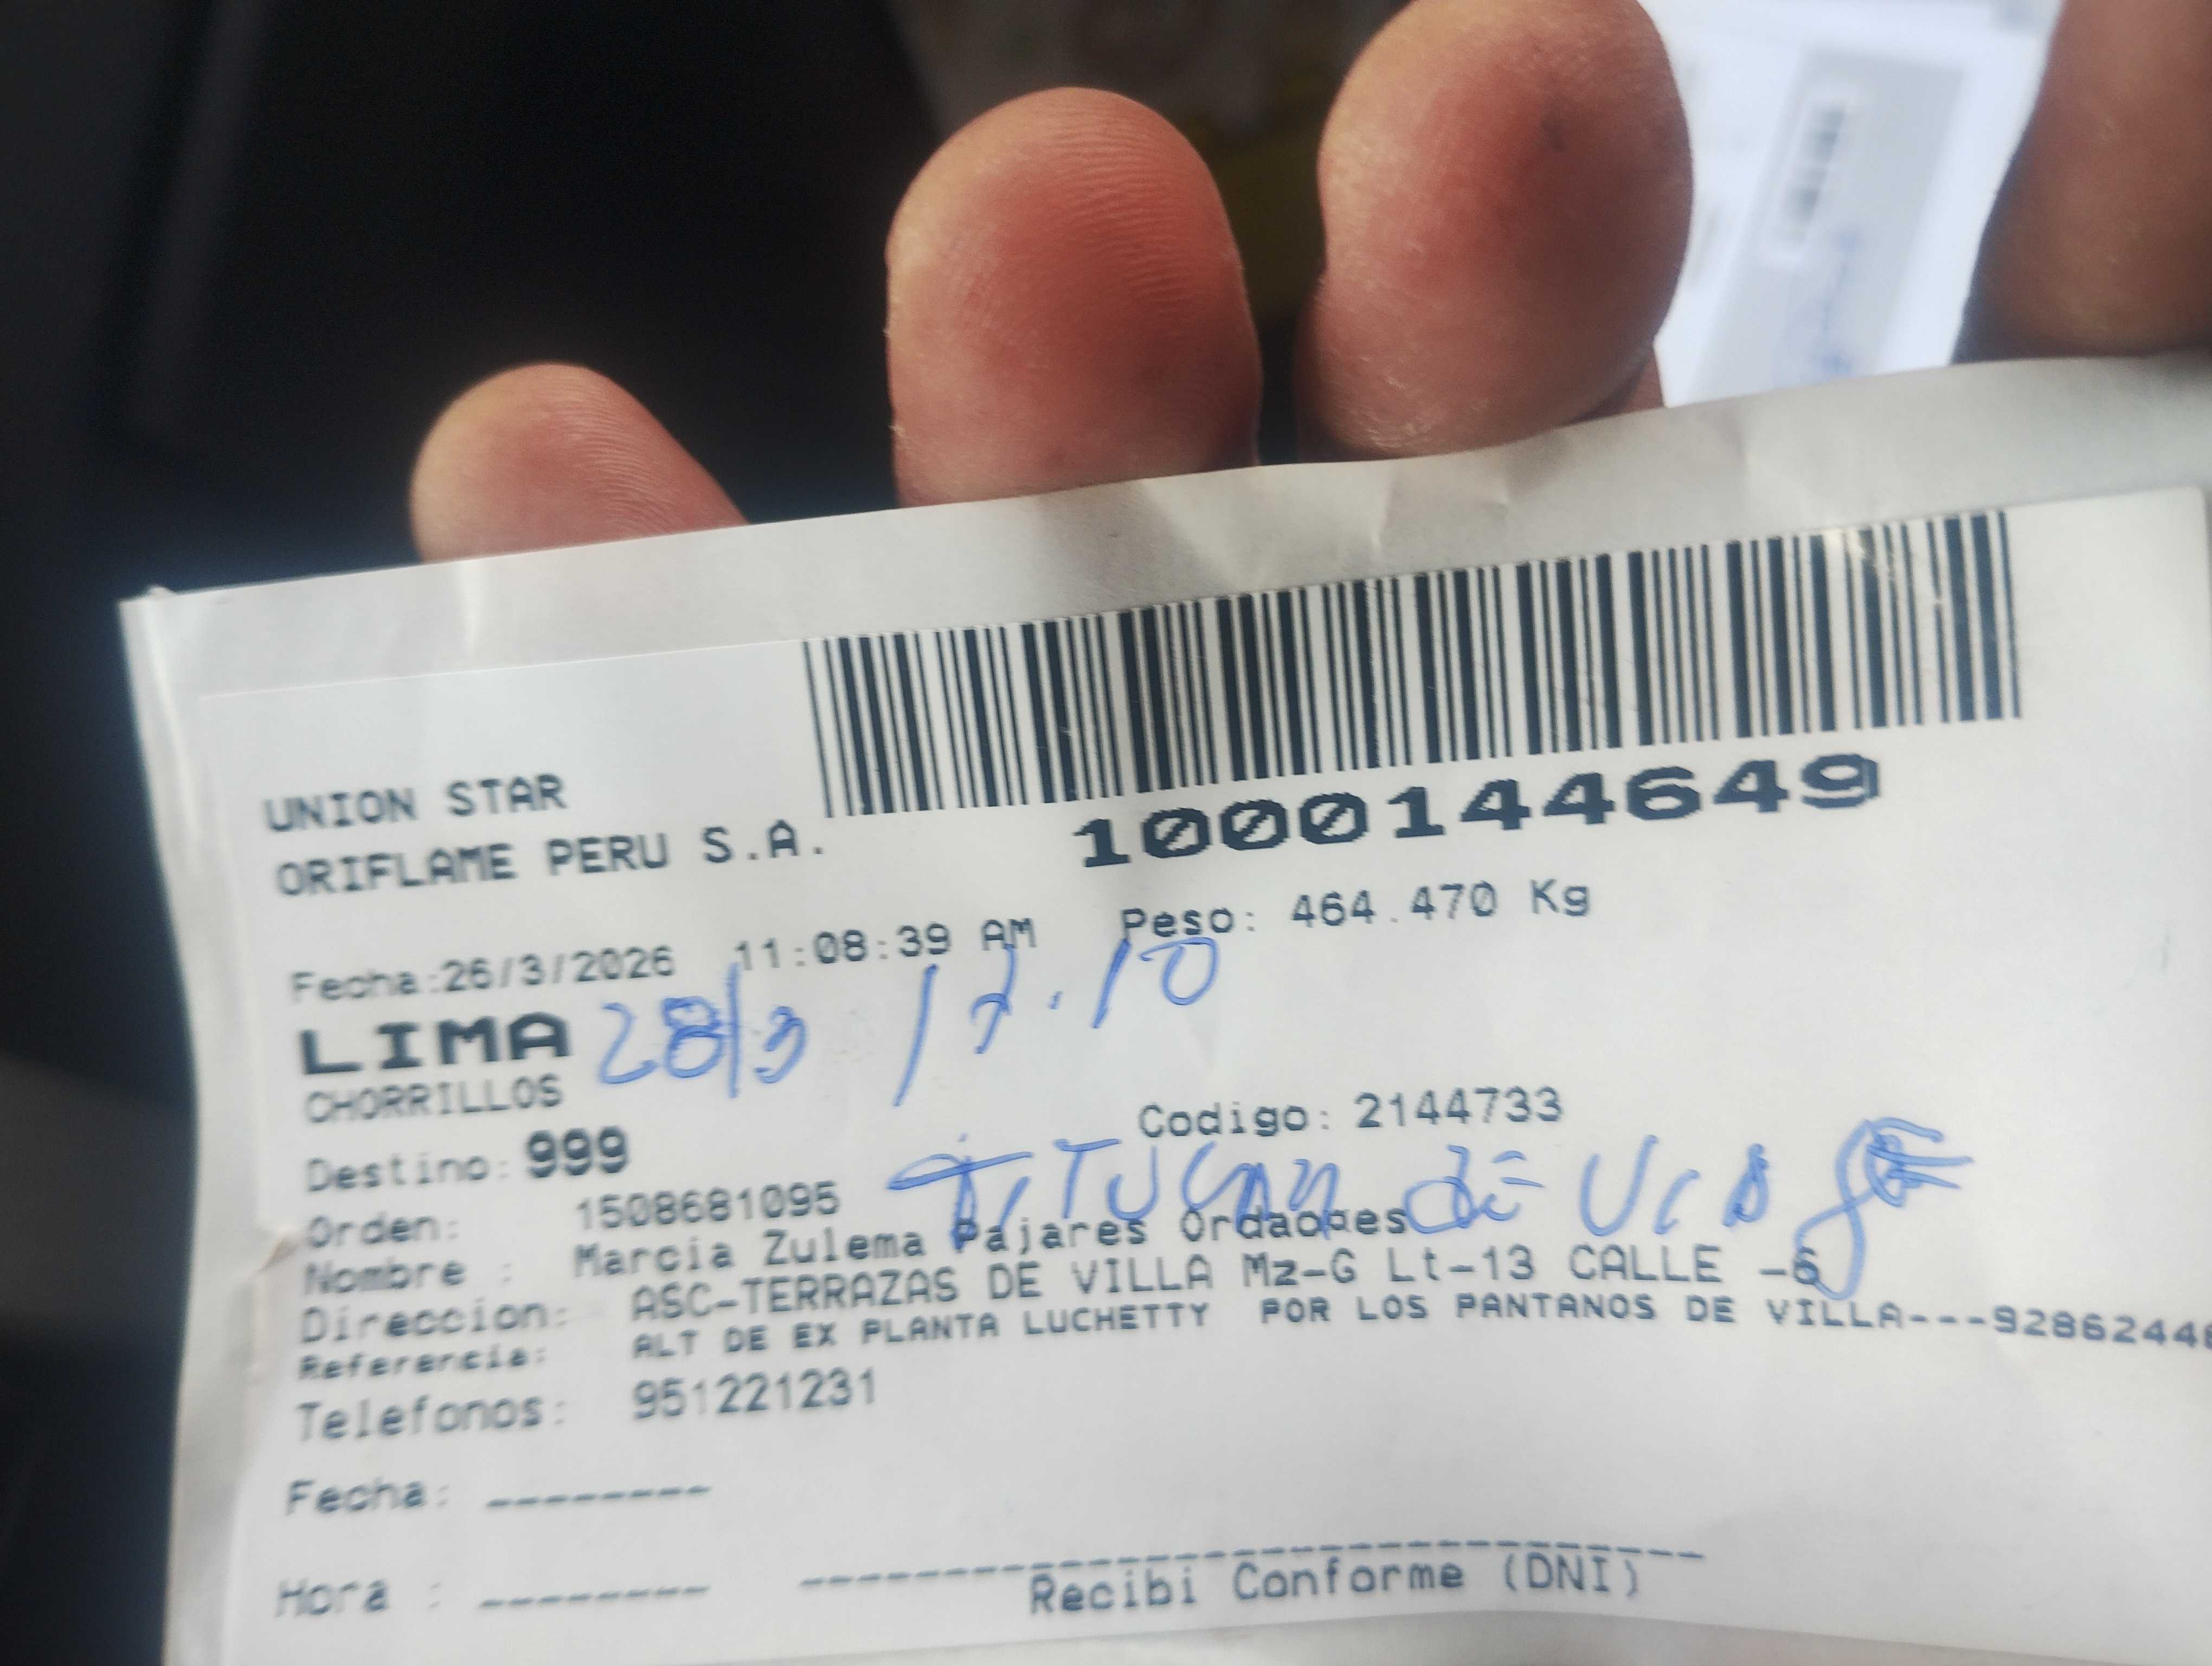 1000144649
UNION STAR
ORIFLAME PERU S.A.
Fecha:26/3/2026 11:08:39 AM Peso: 464.470 Kg
LIMA 28/3 12.10
CHORRILLOS
Destino: 999 Codigo: 2144733
TITULAR DE
Orden: 1508681095
Nombre : Marcia Zulema Pajares
Direccion: ASC-TERRAZAS DE VILLA Mz-G Lt-13 CALLE -6
Referencia: ALT DE EX PLANTA LUCHETTY POR LOS PANTANOS DE VILLA---92862448
Telefonos: 951221231
Fecha: --------
Hora : --------
Recibi Conforme (DNI)